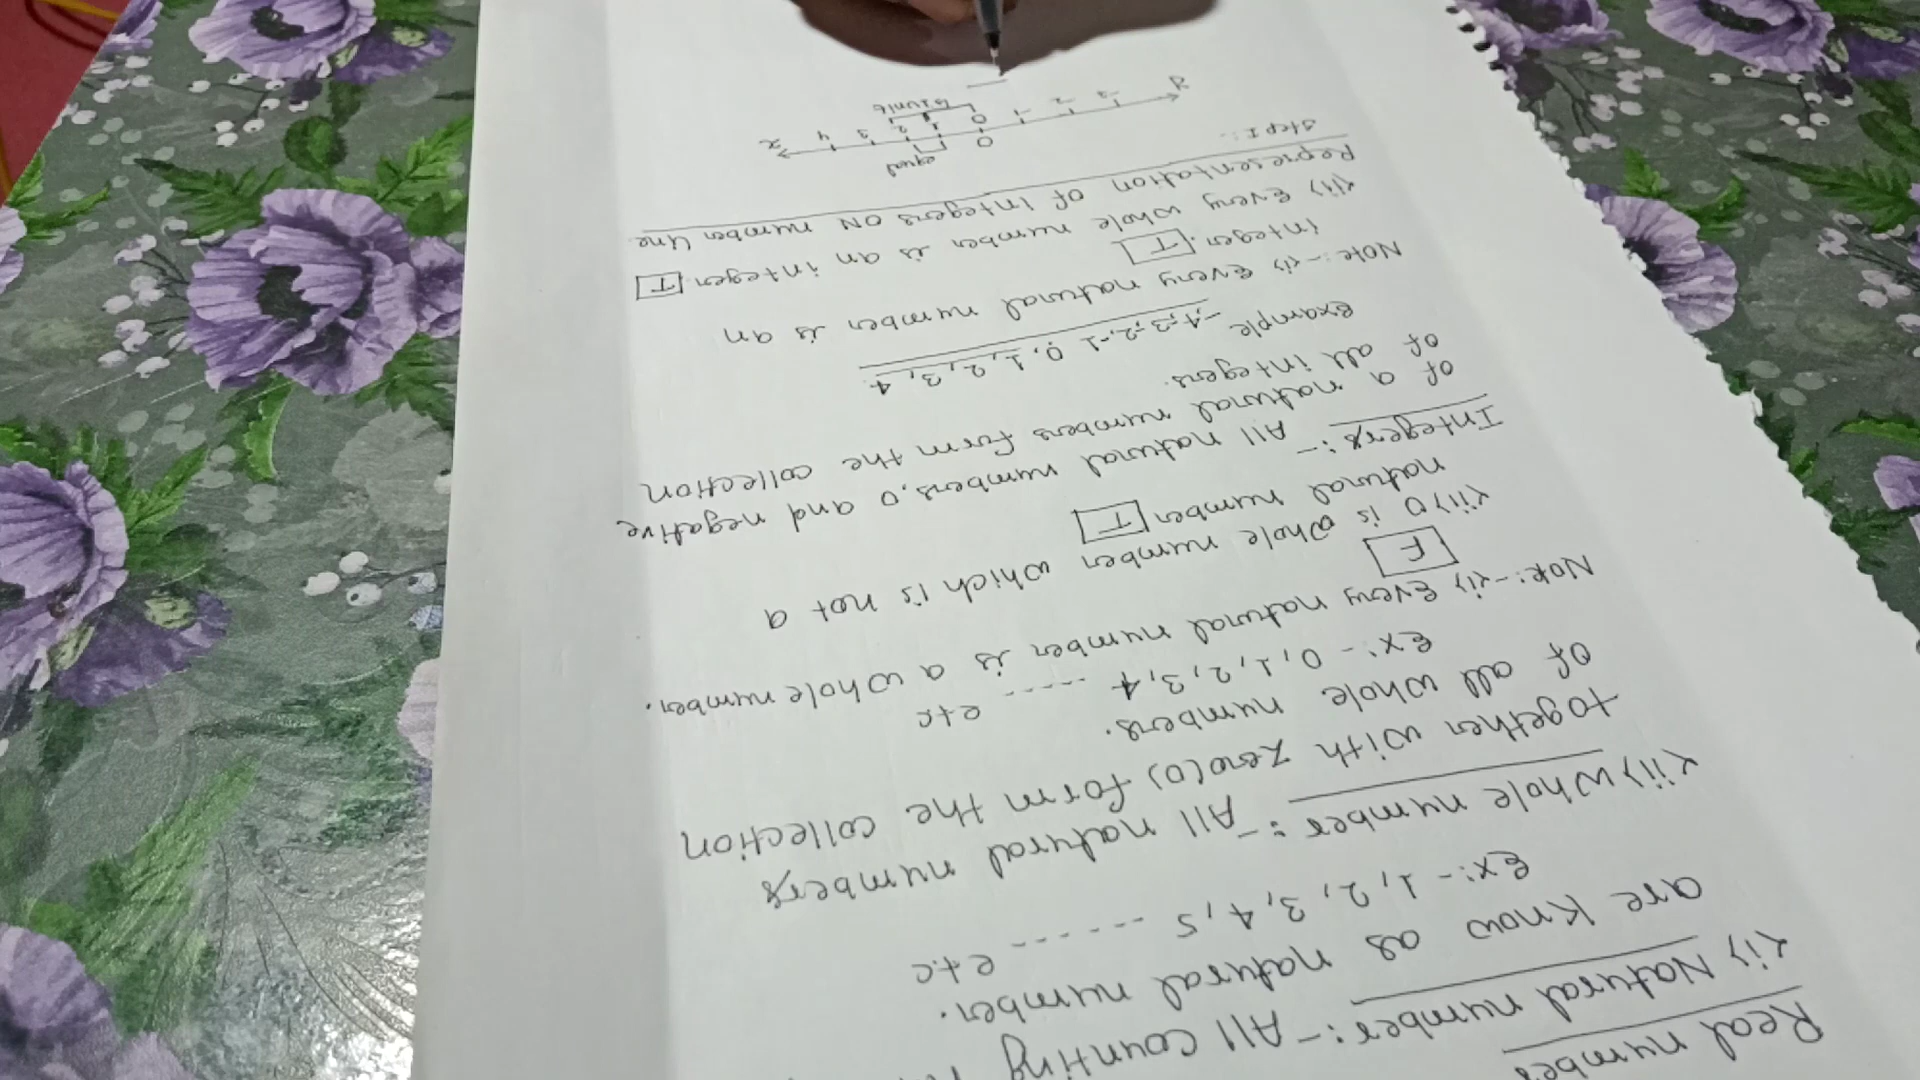 Real number
<i> Natural number:- All counting
are know as natural number.
Ex:- 1, 2, 3, 4, 5 ------- etc
<ii> Whole number:- All natural numbers
together with zero(0) form the collection
of all whole numbers.
Ex:- 0, 1, 2, 3, 4 ----- etc
Note:-<i> Every natural number is a whole number.
F
<ii> 0 is whole number which is not a
natural number T
Integers:- All natural numbers, 0 and negative
of a natural numbers form the collection
of all integers.
Example -4,-3,-2,-1 0, 1, 2, 3, 4.
Note:-<i> Every natural number is an
integer. T
<ii> Every whole number is an integer. T
Representation of Integers ON number line
Step I:-
equal
0
y -3 -2 -1 0 1 2 3 4 x
unit